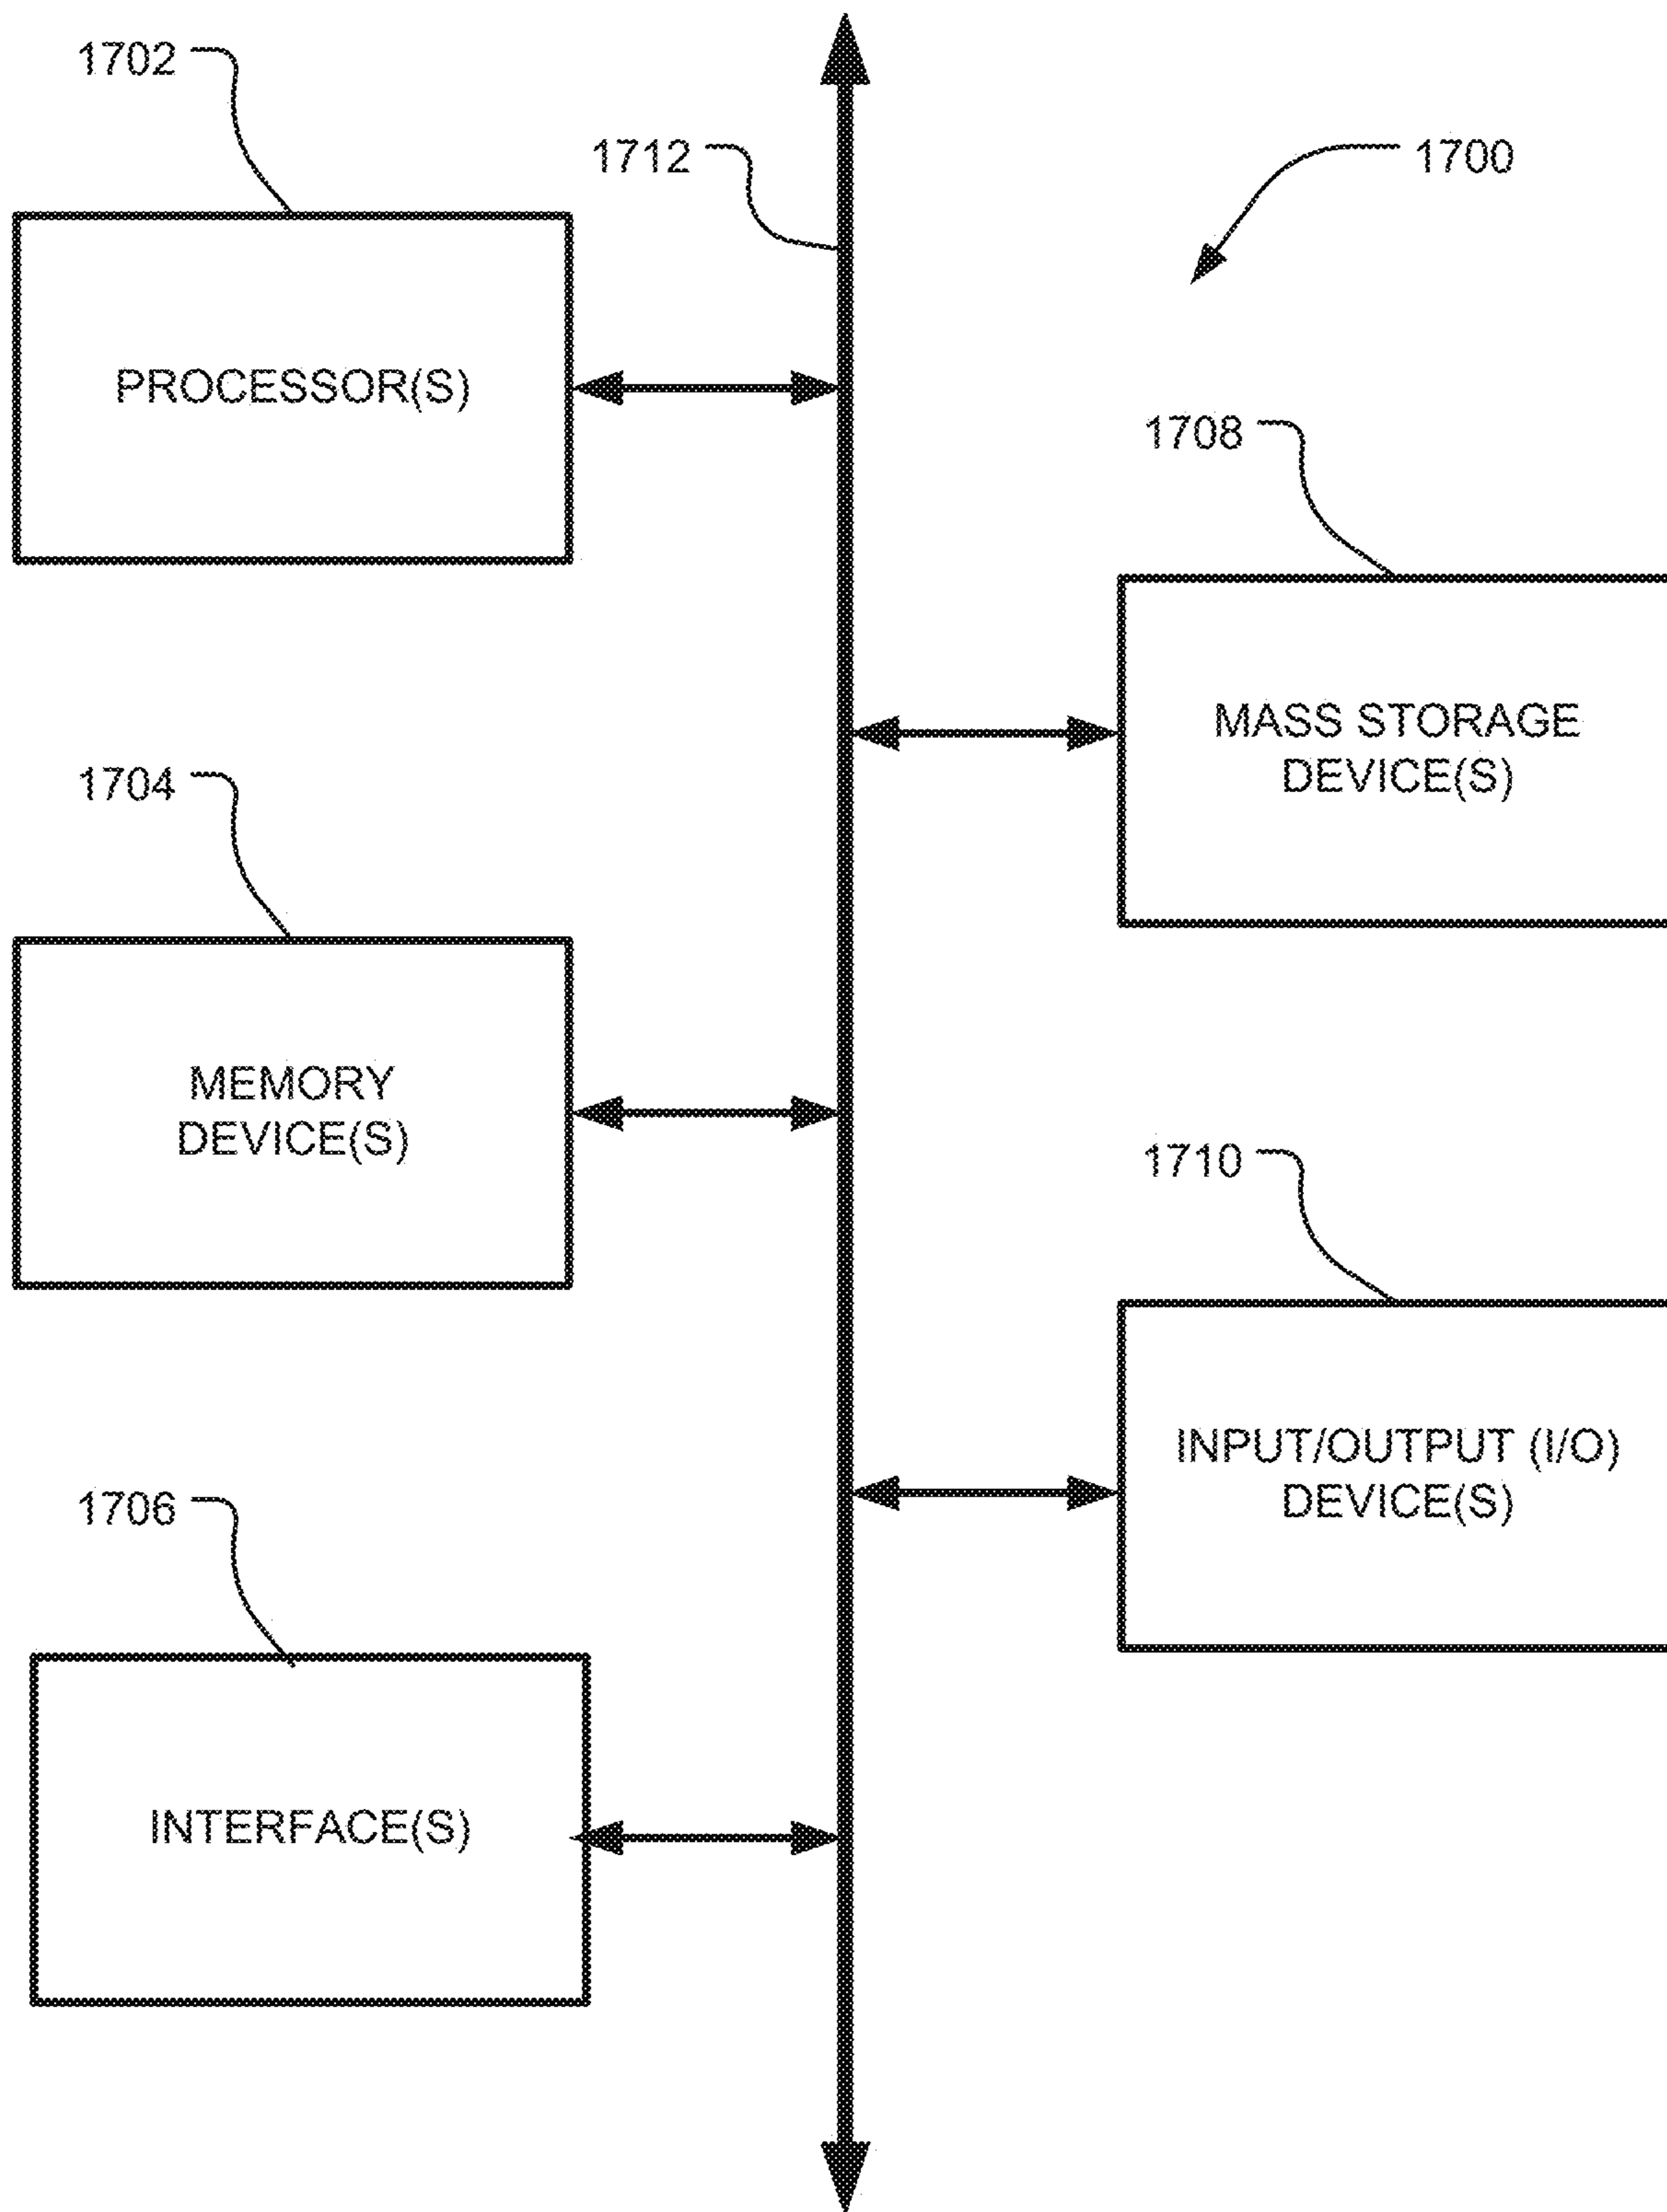 1702
1712
1700
PROCESSOR(S)
1708
MASS STORAGE
DEVICE(S)
1704
MEMORY
DEVICE(S)
1710
INPUT/OUTPUT (I/O)
DEVICE(S)
1706
INTERFACE(S)